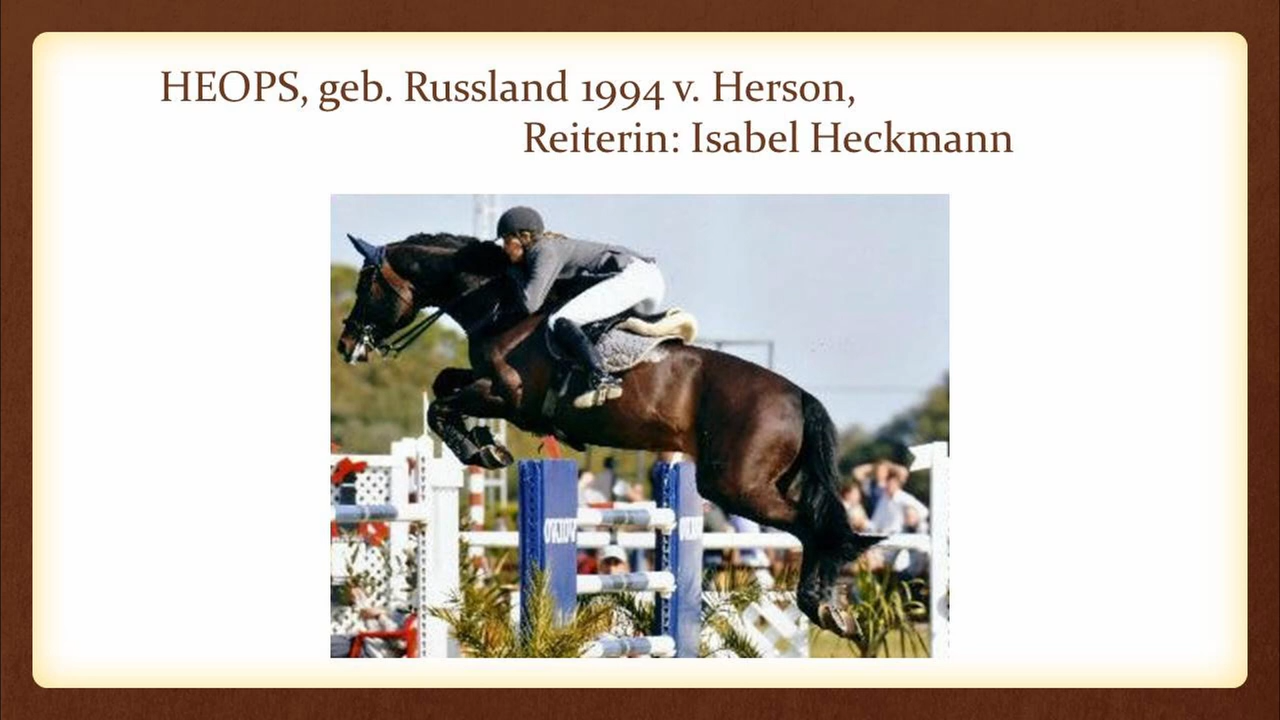 HEOPS, geb. Russland 1994 v. Herson,
Reiterin: Isabel Heckmann